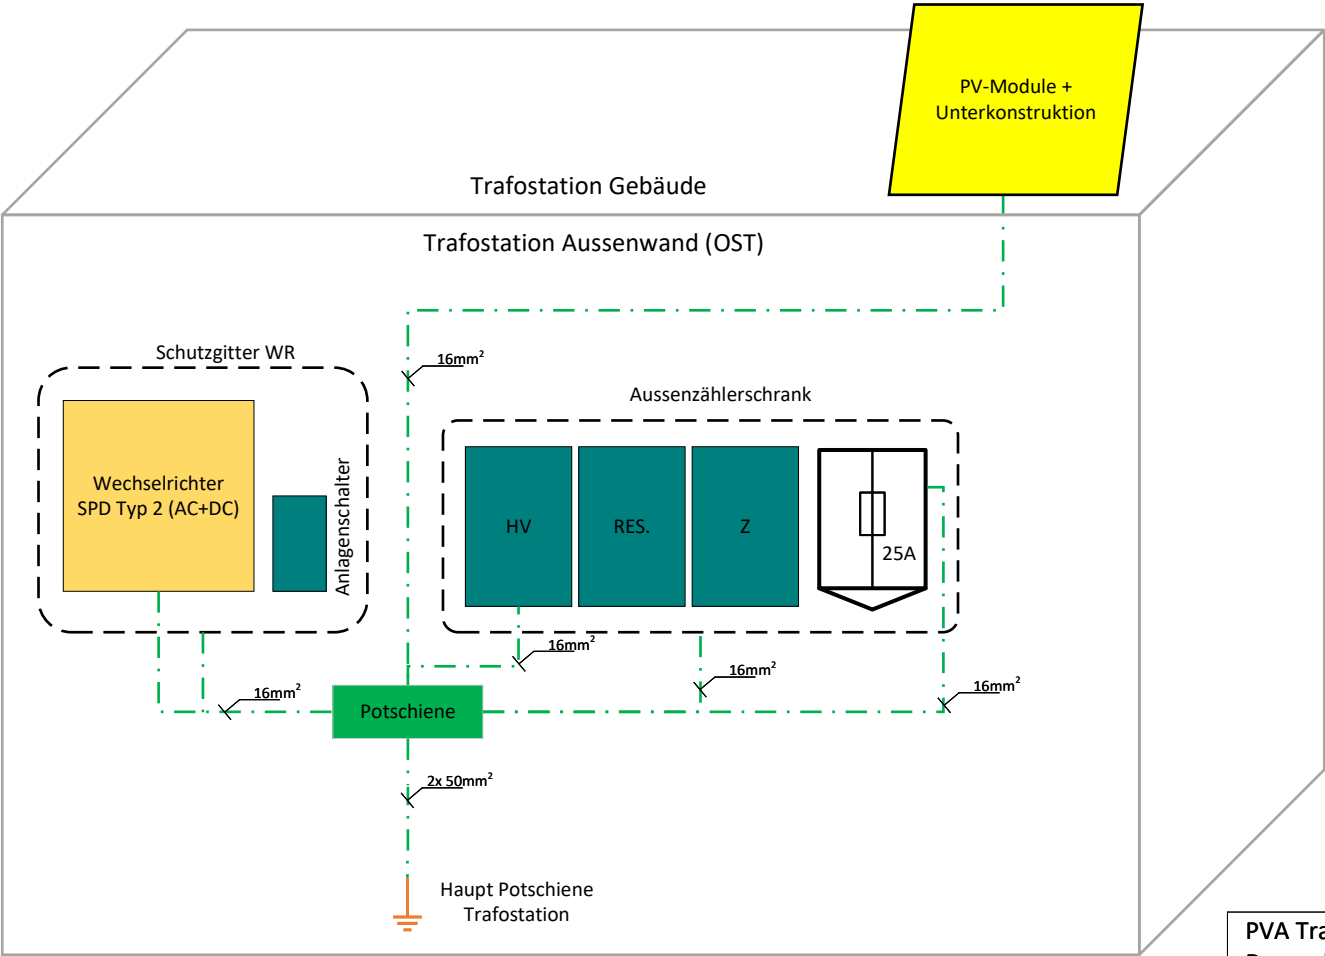 PV-Module +
Unterkonstruktion
Trafostation Gebäude
Trafostation Aussenwand (OST)
Schutzgitter WR
16mm²
Aussenzählerschrank
Wechselrichter
SPD Typ 2 (AC+DC)
Anlagenschalter
HV
RES.
Z
25A
16mm²
16mm²
16mm²
16mm²
Potschiene
2x 50mm²
Haupt Potschiene
Trafostation
PVA